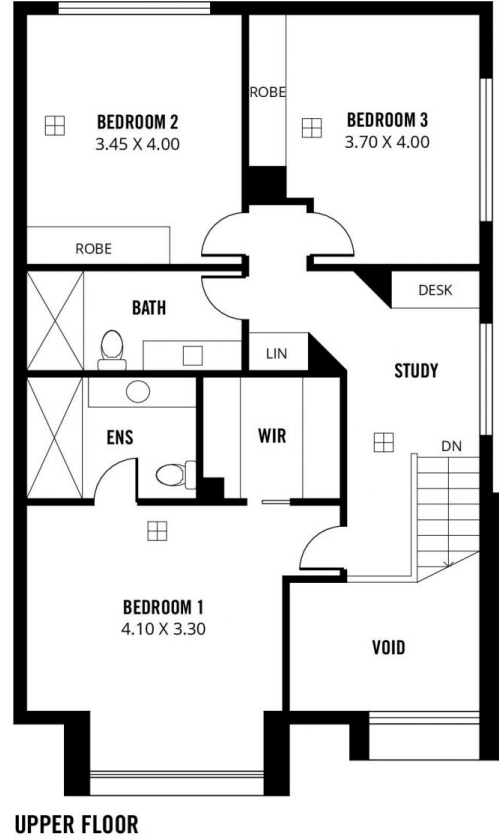 BEDROOM 2
3.45 X 4.00
ROBE
ROBE
BEDROOM 3
3.70 X 4.00
BATH
LIN
DESK
STUDY
ENS
WIR
DN
BEDROOM 1
4.10 X 3.30
VOID
UPPER FLOOR